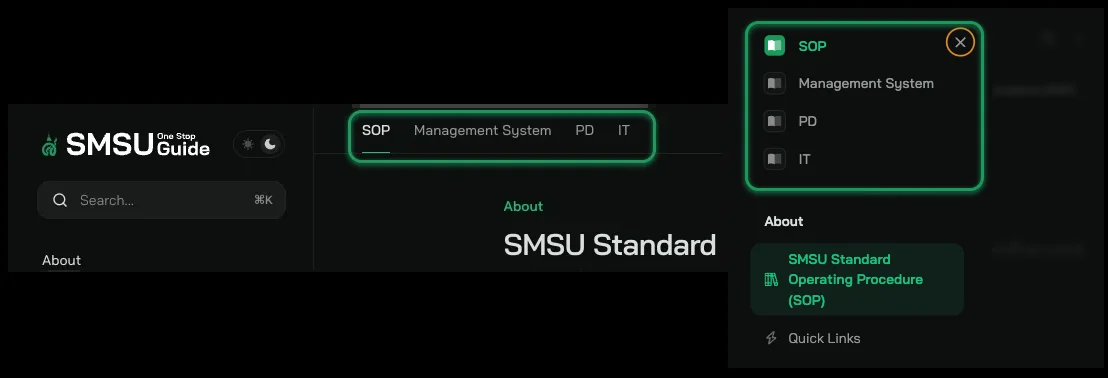 SMSU One Stop Guide
Search...
⌘K
About
SOP Management System PD IT
About
SMSU Standard
SOP
Management System
PD
IT
About
SMSU Standard
Operating Procedure
(SOP)
Quick Links